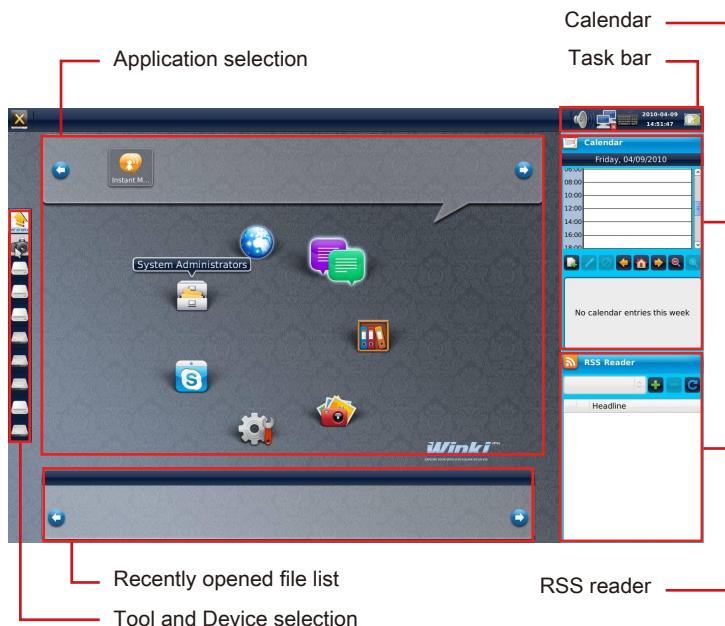 Calendar
Application selection
Task bar
2010-04-09
14:51:47
Calendar
Friday, 04/09/2010
06:00
08:00
10:00
12:00
14:00
16:00
18:00
Instant M...
System Administrators
No calendar entries this week
RSS Reader
Headline
Winki
Recently opened file list
RSS reader
Tool and Device selection